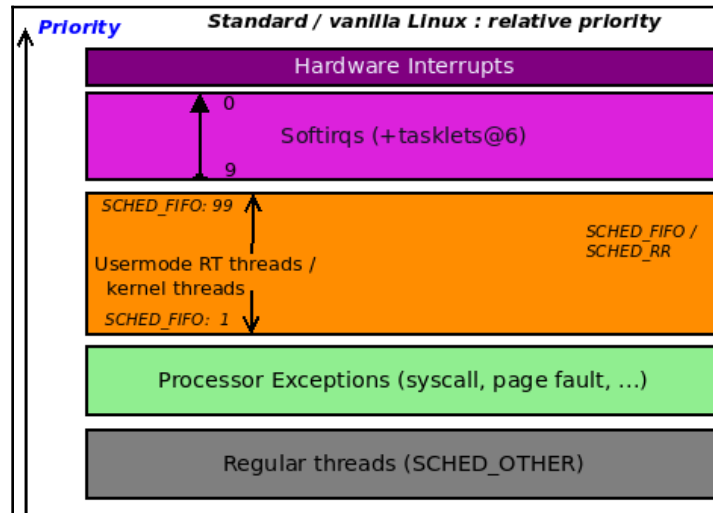 Priority
Standard / vanilla Linux : relative priority
Hardware Interrupts
0
Softirqs (+tasklets@6)
9
SCHED_FIFO: 99
SCHED_FIFO /
SCHED_RR
Usermode RT threads /
kernel threads
SCHED_FIFO: 1
Processor Exceptions (syscall, page fault, ...)
Regular threads (SCHED_OTHER)